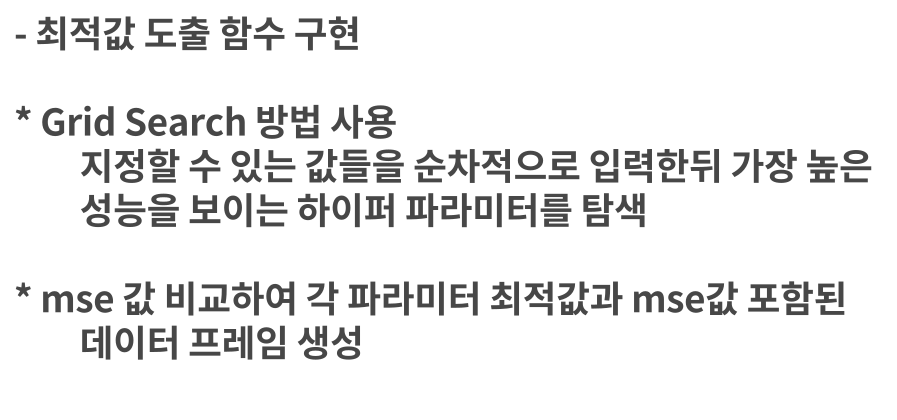 - 최적값 도출 함수 구현
* Grid Search 방법 사용
지정할 수 있는 값들을 순차적으로 입력한뒤 가장 높은
성능을 보이는 하이퍼 파라미터를 탐색
* mse 값 비교하여 각 파라미터 최적값과 mse값 포함된
데이터 프레임 생성